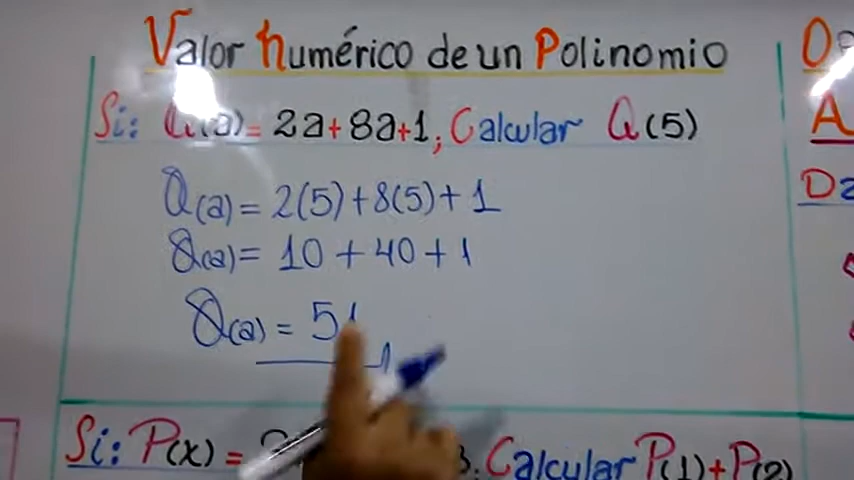 Valor Numérico de un Polinomio
Si: Q(a) = 2a+8a+1; Calcular Q(5)
Q(a) = 2(5)+8(5)+1
Q(a) = 10+40+1
Q(a) = 51
Si: P(x) = Calcular P(1)+P(2)
A